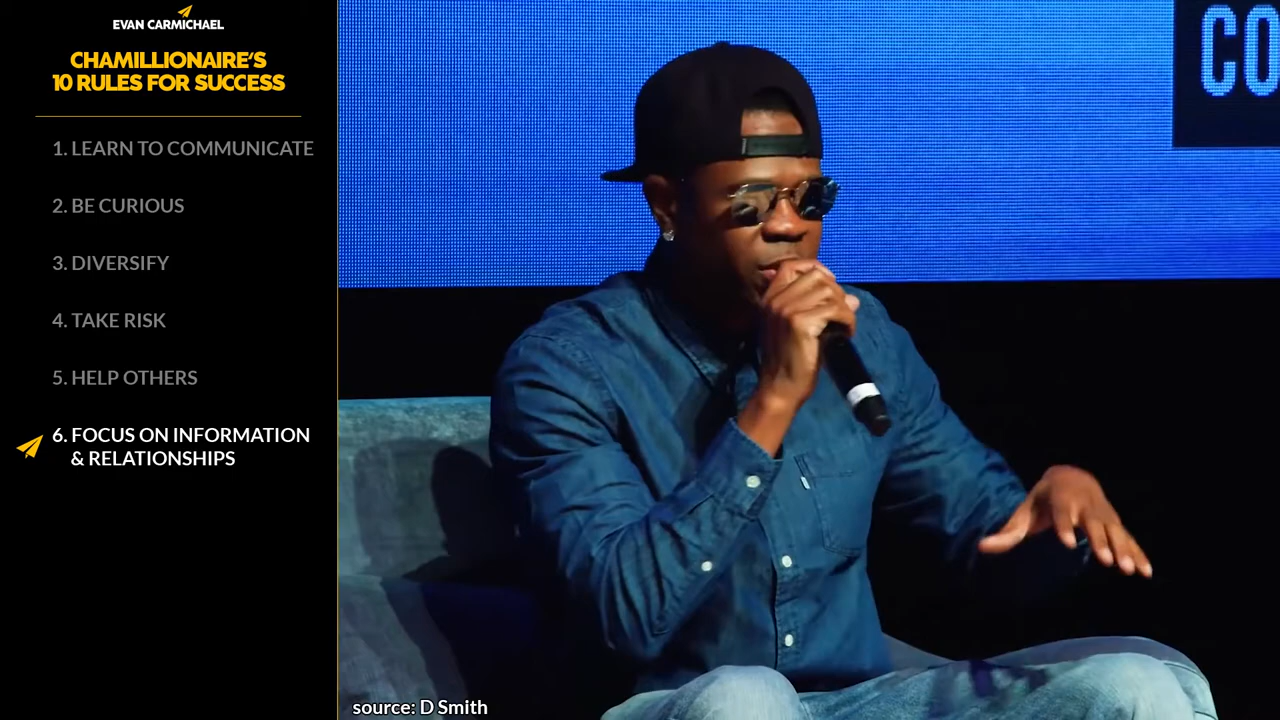 EVAN CARMICHAEL
CHAMILLIONAIRE'S
10 RULES FOR SUCCESS
1. LEARN TO COMMUNICATE
2. BE CURIOUS
3. DIVERSIFY
4. TAKE RISK
5. HELP OTHERS
6. FOCUS ON INFORMATION
& RELATIONSHIPS
CO
source: D Smith